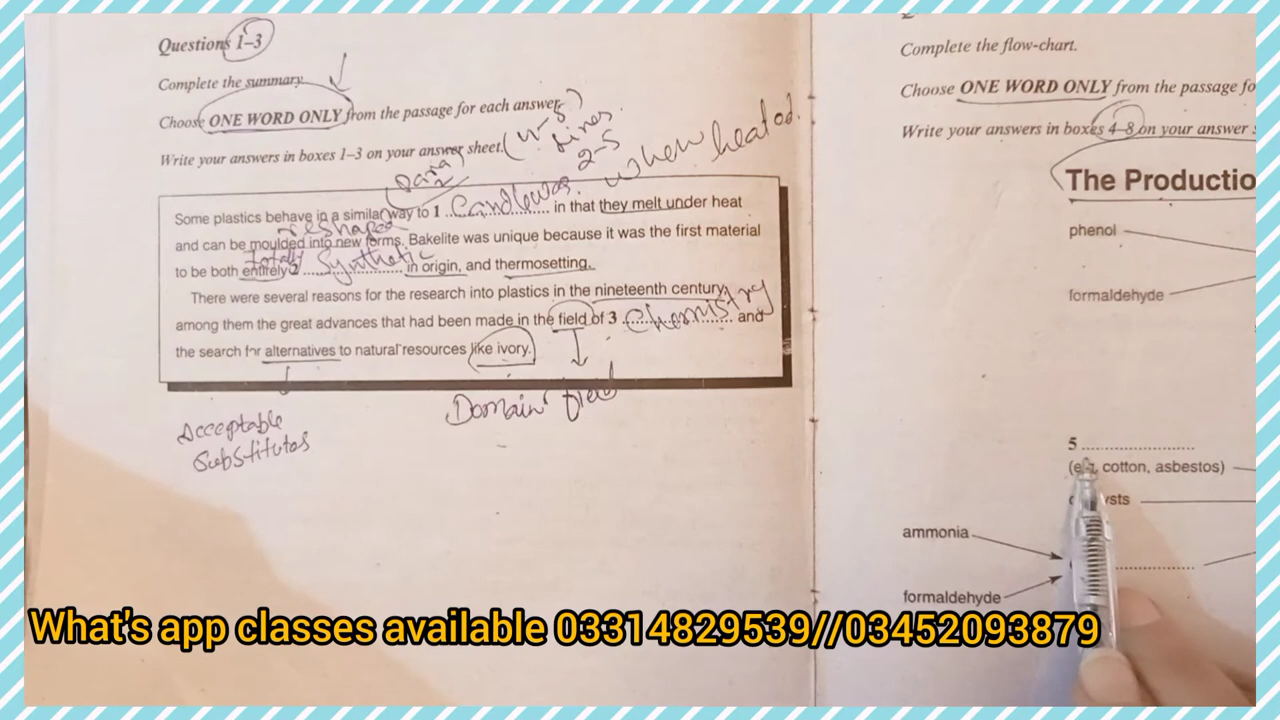 Questions 1-3
Complete the summary.
Choose ONE WORD ONLY from the passage for each answer.
Write your answers in boxes 1-3 on your answer sheet.
lines
2-5
when heated.
Para
2
Some plastics behave in a similar way to 1 Candlewax. in that they melt under heat
reshaped
and can be moulded into new forms. Bakelite was unique because it was the first material
totally
to be both entirely 2 Synthetic in origin, and thermosetting.
There were several reasons for the research into plastics in the nineteenth century,
among them the great advances that had been made in the field of 3 Chemistry and
the search for alternatives to natural resources like ivory.
Domain field
Acceptable
Substitutes
Complete the flow-chart.
Choose ONE WORD ONLY from the passage fo
Write your answers in boxes 4-8 on your answer
The Productio
phenol
formaldehyde
5 ..........................
(eg, cotton, asbestos)
ammonia
formaldehyde
What's app classes available 03314829539//03452093879